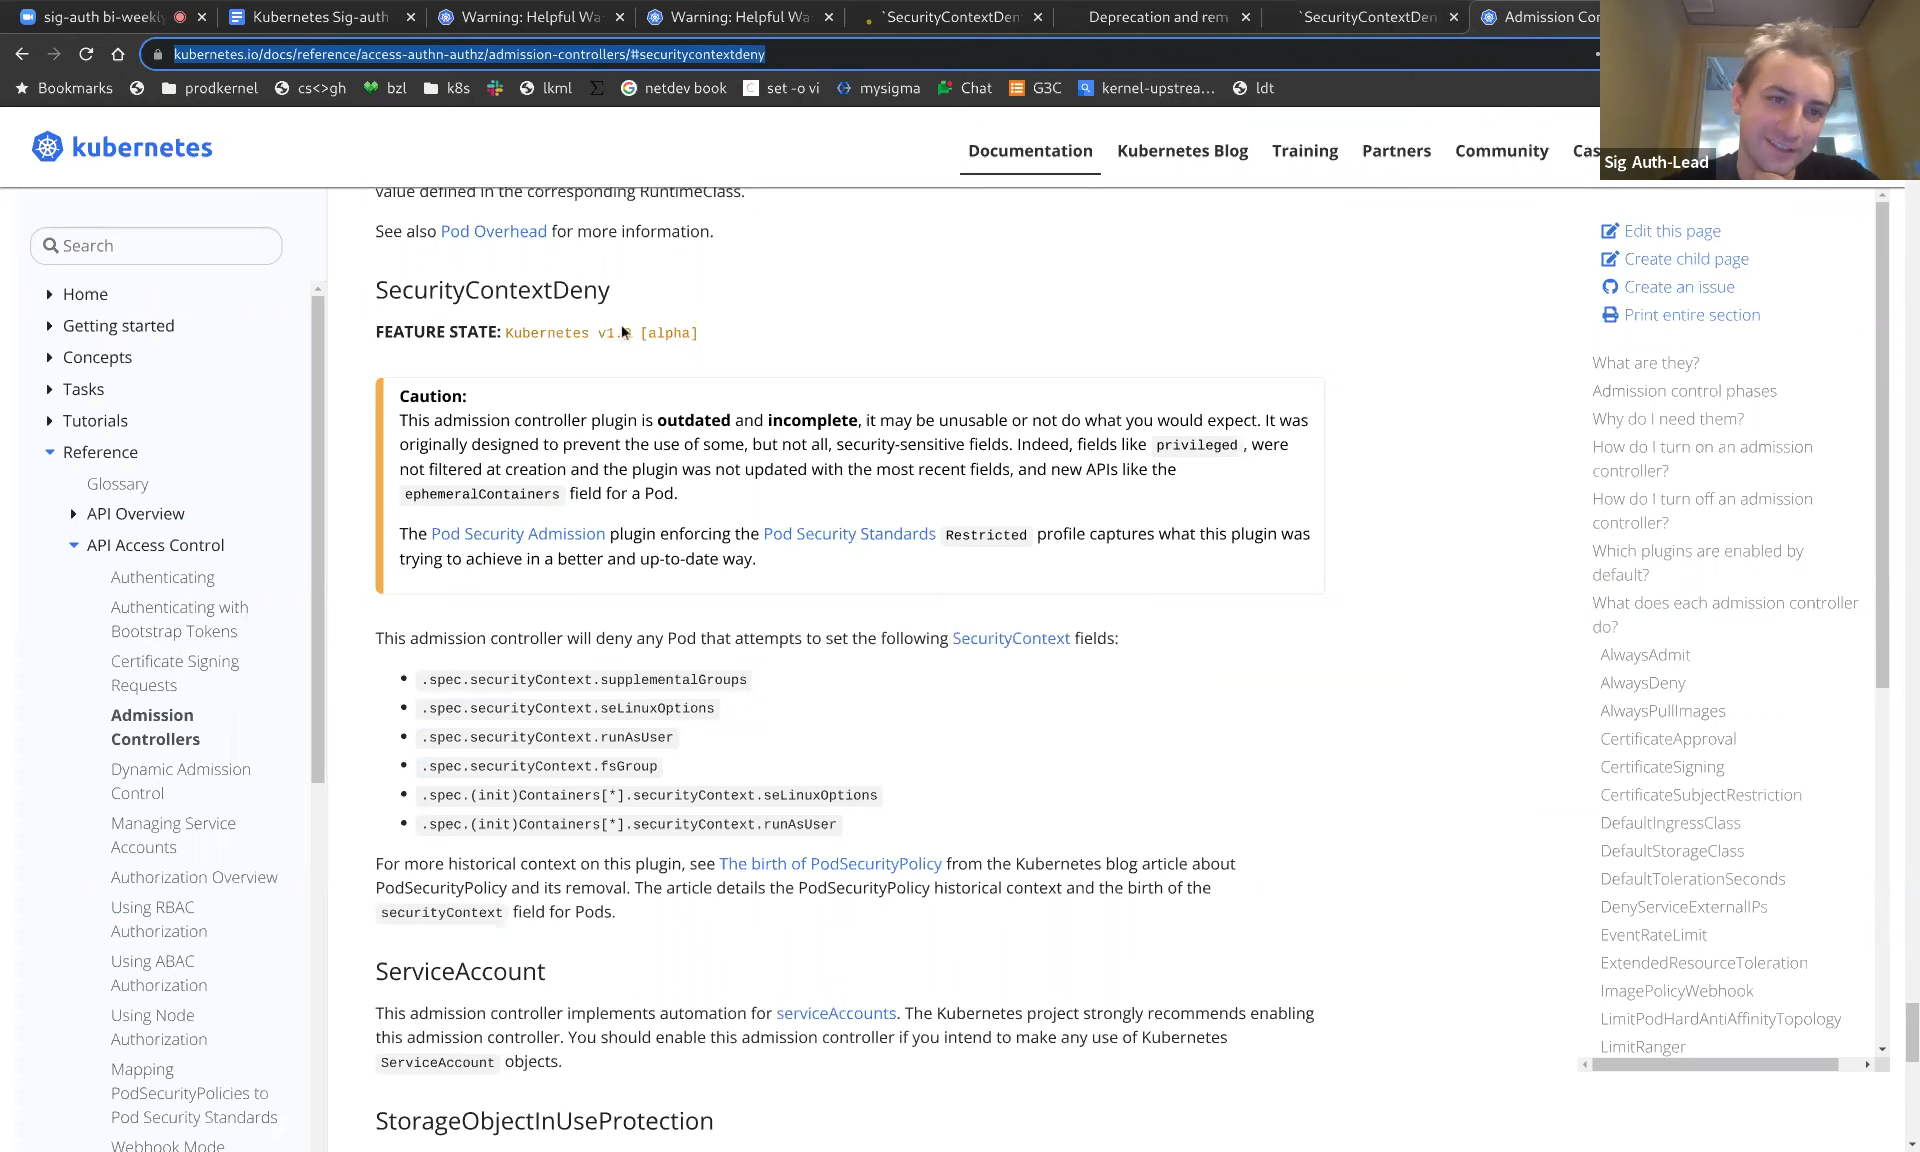 sig-auth bi-weekly
Kubernetes Sig-auth
Warning: Helpful Wa
Warning: Helpful Wa
`SecurityContextDen
Deprecation and rem
`SecurityContextDen
Admission Co
kubernetes.io/docs/reference/access-authn-authz/admission-controllers/#securitycontextdeny
Bookmarks
prodkernel
cs<>gh
bzl
k8s
lkml
netdev book
set -o vi
mysigma
Chat
G3C
kernel-upstrea...
ldt
kubernetes
Documentation
Kubernetes Blog
Training
Partners
Community
Cas
Sig Auth-Lead
Search
Home
Getting started
Concepts
Tasks
Tutorials
Reference
Glossary
API Overview
API Access Control
Authenticating
Authenticating with
Bootstrap Tokens
Certificate Signing
Requests
Admission
Controllers
Dynamic Admission
Control
Managing Service
Accounts
Authorization Overview
Using RBAC
Authorization
Using ABAC
Authorization
Using Node
Authorization
Mapping
PodSecurityPolicies to
Pod Security Standards
Webhook Mode
value defined in the corresponding RuntimeClass.
See also Pod Overhead for more information.
SecurityContextDeny
FEATURE STATE: Kubernetes [alpha]
Caution:
This admission controller plugin is outdated and incomplete, it may be unusable or not do what you would expect. It was
originally designed to prevent the use of some, but not all, security-sensitive fields. Indeed, fields like privileged, were
not filtered at creation and the plugin was not updated with the most recent fields, and new APIs like the
ephemeralContainers field for a Pod.
The Pod Security Admission plugin enforcing the Pod Security Standards Restricted profile captures what this plugin was
trying to achieve in a better and up-to-date way.
This admission controller will deny any Pod that attempts to set the following SecurityContext fields:
• .spec.securityContext.supplementalGroups
• .spec.securityContext.seLinuxOptions
• .spec.securityContext.runAsUser
• .spec.securityContext.fsGroup
• .spec.(init)Containers[*].securityContext.seLinuxOptions
• .spec.(init)Containers[*].securityContext.runAsUser
For more historical context on this plugin, see The birth of PodSecurityPolicy from the Kubernetes blog article about
PodSecurityPolicy and its removal. The article details the PodSecurityPolicy historical context and the birth of the
securityContext field for Pods.
ServiceAccount
This admission controller implements automation for serviceAccounts. The Kubernetes project strongly recommends enabling
this admission controller. You should enable this admission controller if you intend to make any use of Kubernetes
ServiceAccount objects.
StorageObjectInUseProtection
Edit this page
Create child page
Create an issue
Print entire section
What are they?
Admission control phases
Why do I need them?
How do I turn on an admission
controller?
How do I turn off an admission
controller?
Which plugins are enabled by
default?
What does each admission controller
do?
AlwaysAdmit
AlwaysDeny
AlwaysPullImages
CertificateApproval
CertificateSigning
CertificateSubjectRestriction
DefaultIngressClass
DefaultStorageClass
DefaultTolerationSeconds
DenyServiceExternalIPs
EventRateLimit
ExtendedResourceToleration
ImagePolicyWebhook
LimitPodHardAntiAffinityTopology
LimitRanger